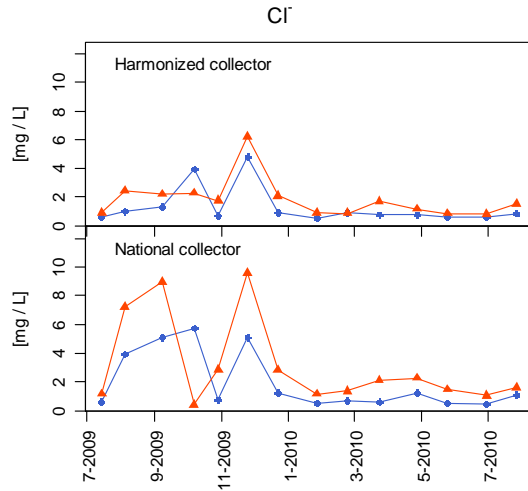 Cl-
Harmonized collector
[mg / L]
0 2 4 6 8 10
National collector
[mg / L]
0 2 4 6 8 10
7-2009 9-2009 11-2009 1-2010 3-2010 5-2010 7-2010